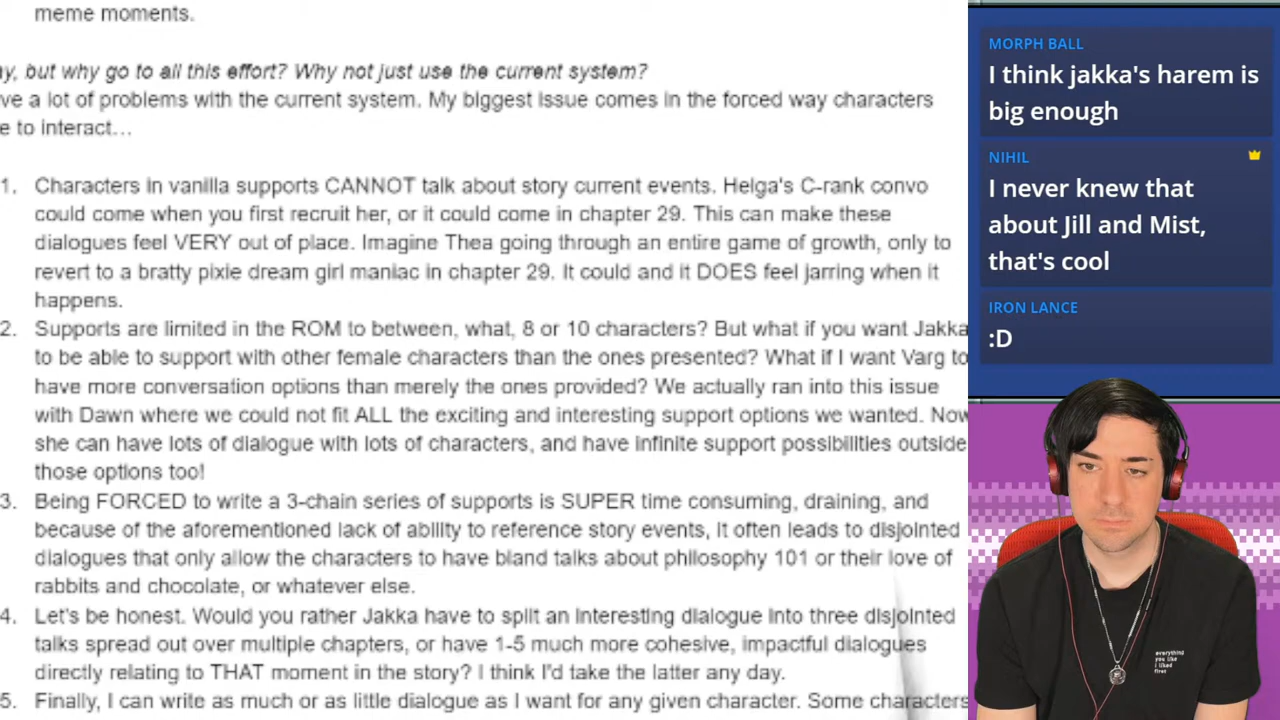 meme moments.
ay, but why go to all this effort? Why not just use the current system?
ve a lot of problems with the current system. My biggest issue comes in the forced way characters
e to interact...
1. Characters in vanilla supports CANNOT talk about story current events. Helga's C-rank convo
could come when you first recruit her, or it could come in chapter 29. This can make these
dialogues feel VERY out of place. Imagine Thea going through an entire game of growth, only to
revert to a bratty pixie dream girl maniac in chapter 29. It could and it DOES feel jarring when it
happens.
2. Supports are limited in the ROM to between, what, 8 or 10 characters? But what if you want Jakka
to be able to support with other female characters than the ones presented? What if I want Varg to
have more conversation options than merely the ones provided? We actually ran into this issue
with Dawn where we could not fit ALL the exciting and interesting support options we wanted. Now
she can have lots of dialogue with lots of characters, and have infinite support possibilities outside
those options too!
3. Being FORCED to write a 3-chain series of supports is SUPER time consuming, draining, and
because of the aforementioned lack of ability to reference story events, it often leads to disjointed
dialogues that only allow the characters to have bland talks about philosophy 101 or their love of
rabbits and chocolate, or whatever else.
4. Let's be honest. Would you rather Jakka have to split an interesting dialogue into three disjointed
talks spread out over multiple chapters, or have 1-5 much more cohesive, impactful dialogues
directly relating to THAT moment in the story? I think I'd take the latter any day.
5. Finally, I can write as much or as little dialogue as I want for any given character. Some characters
MORPH BALL
I think jakka's harem is
big enough
NIHIL
I never knew that
about Jill and Mist,
that's cool
IRON LANCE
:D
everything
you like
I liked
first